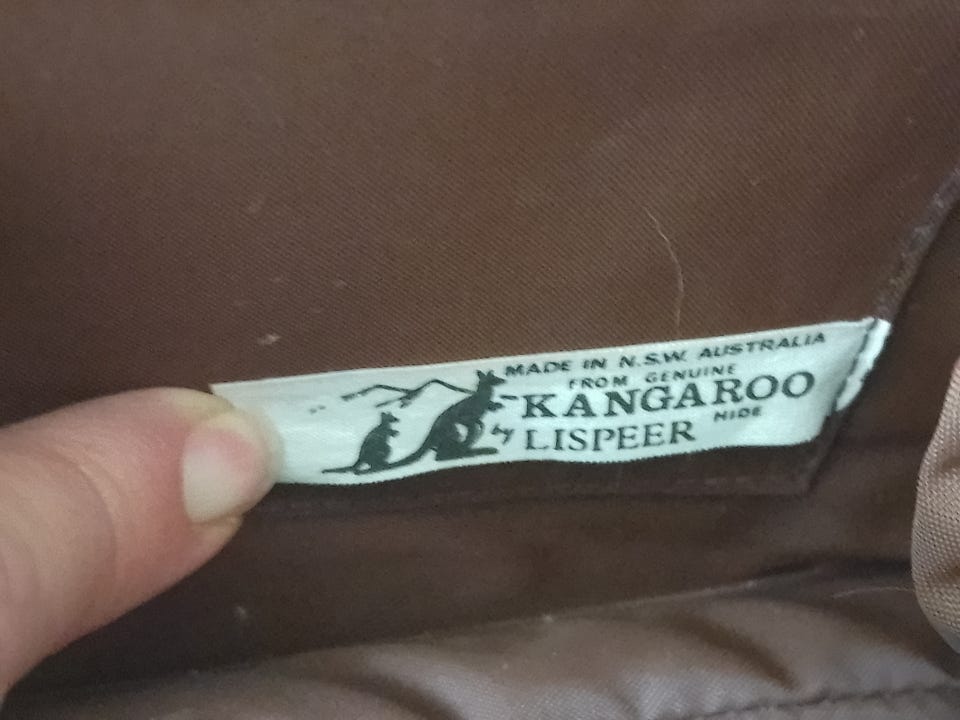 MADE IN N.S.W. AUSTRALIA
FROM GENUINE
KANGAROO
HIDE
by LISPEER